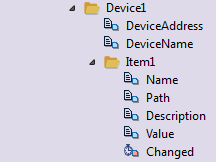 Device1
DeviceAddress
DeviceName
Item1
Name
Path
Description
Value
Changed